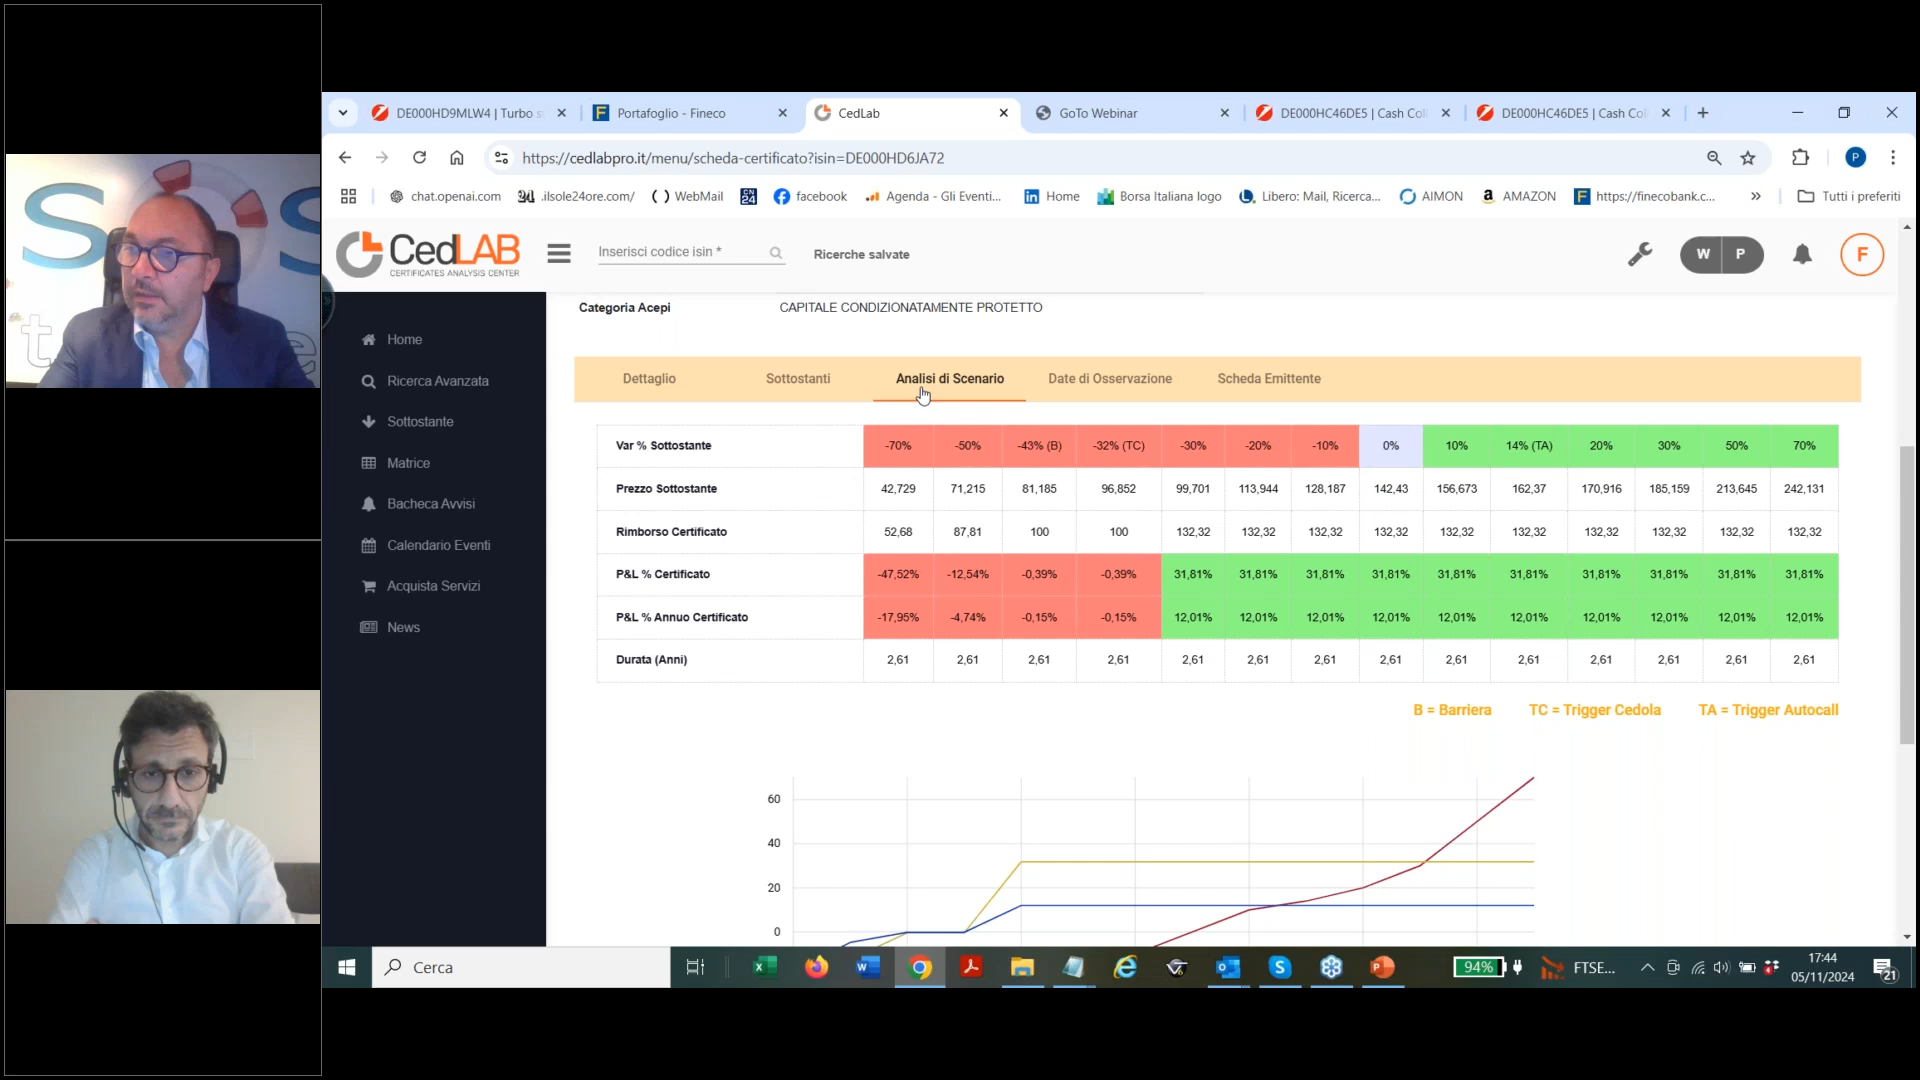 DE000HD9MLW4 | Turbo s
Portafoglio - Fineco
CedLab
GoTo Webinar
DE000HC46DE5 | Cash Col
DE000HC46DE5 | Cash Col
https://cedlabpro.it/menu/scheda-certificato?isin=DE000HD6JA72
P
chat.openai.com
24 .ilsole24ore.com/
WebMail
CN 24
facebook
Agenda - Gli Eventi...
Home
Borsa Italiana logo
Libero: Mail, Ricerca...
AIMON
AMAZON
https://finecobank.c...
Tutti i preferiti
CedLAB
CERTIFICATES ANALYSIS CENTER
Inserisci codice isin *
Ricerche salvate
W P
F
Home
Ricerca Avanzata
Sottostante
Matrice
Bacheca Avvisi
Calendario Eventi
Acquista Servizi
News
Categoria Acepi CAPITALE CONDIZIONATAMENTE PROTETTO
Dettaglio Sottostanti Analisi di Scenario Date di Osservazione Scheda Emittente
Var % Sottostante -70% -50% -43% (B) -32% (TC) -30% -20% -10% 0% 10% 14% (TA) 20% 30% 50% 70%
Prezzo Sottostante 42,729 71,215 81,185 96,852 99,701 113,944 128,187 142,43 156,673 162,37 170,916 185,159 213,645 242,131
Rimborso Certificato 52,68 87,81 100 100 132,32 132,32 132,32 132,32 132,32 132,32 132,32 132,32 132,32 132,32
P&L % Certificato -47,52% -12,54% -0,39% -0,39% 31,81% 31,81% 31,81% 31,81% 31,81% 31,81% 31,81% 31,81% 31,81% 31,81%
P&L % Annuo Certificato -17,95% -4,74% -0,15% -0,15% 12,01% 12,01% 12,01% 12,01% 12,01% 12,01% 12,01% 12,01% 12,01% 12,01%
Durata (Anni) 2,61 2,61 2,61 2,61 2,61 2,61 2,61 2,61 2,61 2,61 2,61 2,61 2,61 2,61
B = Barriera TC = Trigger Cedola TA = Trigger Autocall
60
40
20
0
Cerca
94%
FTSE...
17:44
05/11/2024
21